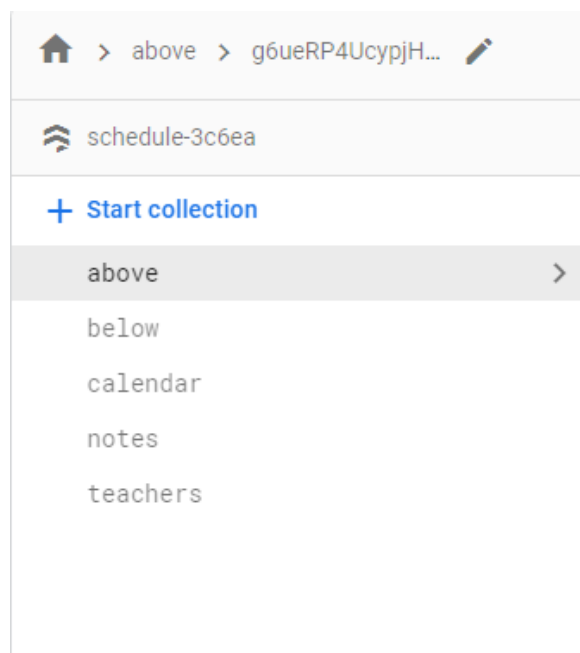 above > g6ueRP4UcypjH...
schedule-3c6ea
+ Start collection
above
below
calendar
notes
teachers